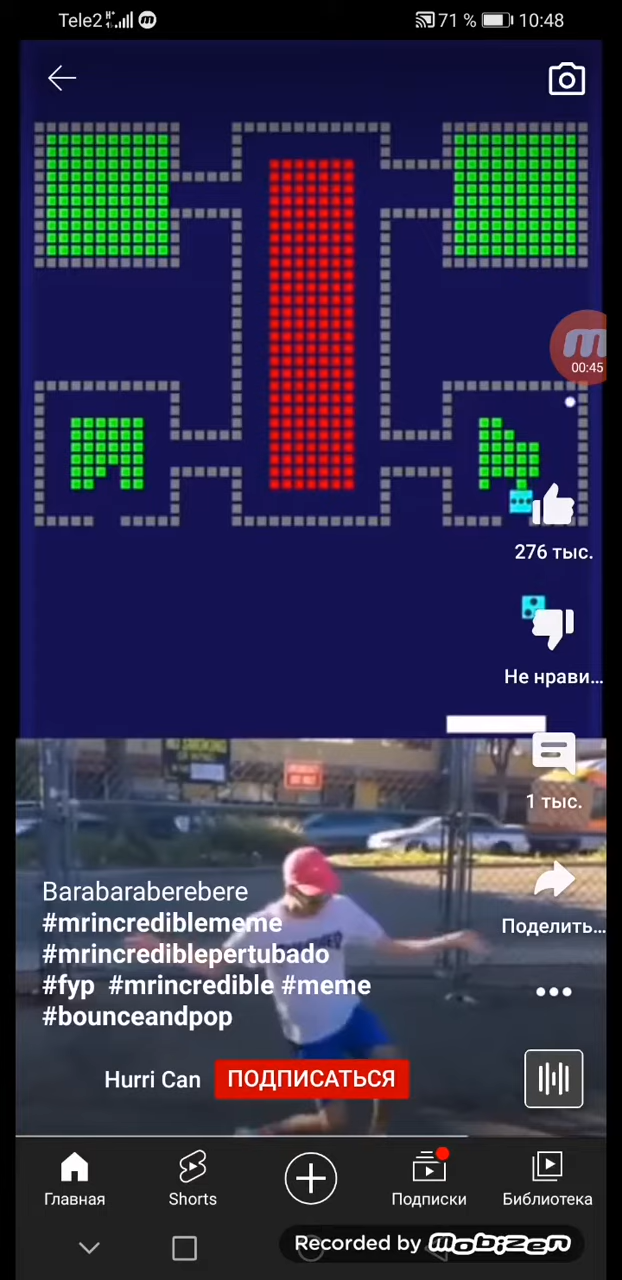 Tele2 71 % 10:48
00:45
276 тыс.
Не нрави...
1 тыс.
Barabaraberebere
#mrincrediblememe
#mrincrediblepertubado
#fyp #mrincredible #meme
#bounceandpop
Поделить...
Hurri Can ПОДПИСАТЬСЯ
Главная Shorts Подписки Библиотека
Recorded by mobizen